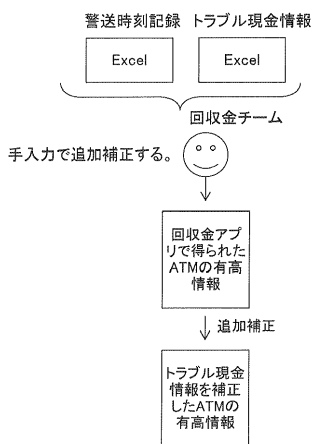 警送時刻記録 トラブル現金情報
Excel Excel
回収金チーム
手入力で追加補正する。
回収金アプ
リで得られた
ATMの有高
情報
追加補正
トラブル現金
情報を補正
したATMの
有高情報